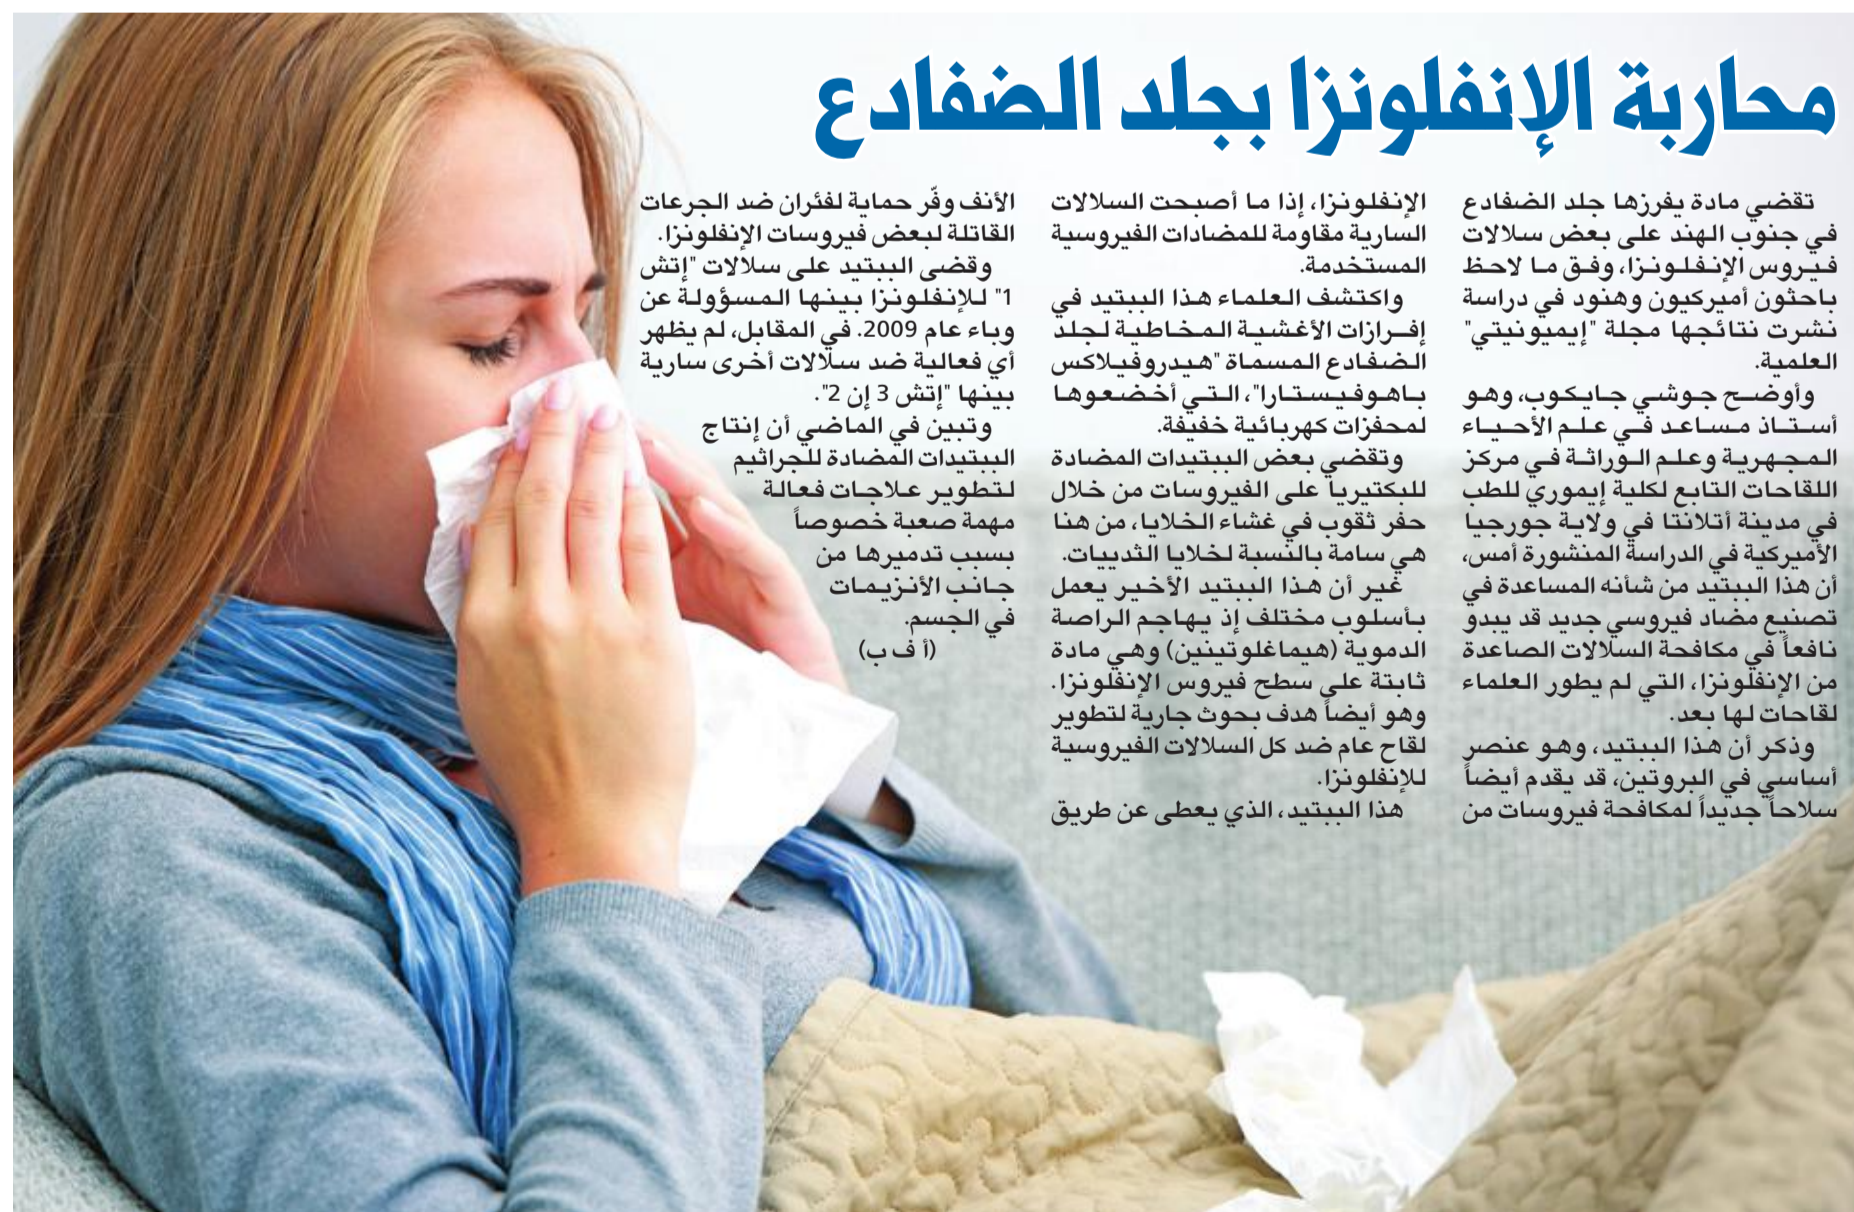 محاربة الإنفلونزا بجلد الضفادع
تقضي مادة يفرزها جلد الضفادع
في جنوب الهند على بعض سلالات
فيروس الإنفلونزا، وفق ما لاحظ
باحثون أميركيون وهنود في دراسة
نشرت نتائجها مجلة "إيميونيتي"
العلمية.
وأوضح جوشي جايكوب، وهو
أستاذ مساعد في علم الأحياء
المجهرية وعلم الوراثة في مركز
اللقاحات التابع لكلية إيموري للطب
في مدينة أتلانتا في ولاية جورجيا
الأميركية في الدراسة المنشورة أمس،
أن هذا الببتيد من شأنه المساعدة في
تصنيع مضاد فيروسي جديد قد يبدو
نافعاً في مكافحة السلالات الصاعدة
من الإنفلونزا، التي لم يطور العلماء
لقاحات لها بعد.
وذكر أن هذا الببتيد، وهو عنصر
أساسي في البروتين، قد يقدم أيضاً
سلاحاً جديداً لمكافحة فيروسات من
الإنفلونزا، إذا ما أصبحت السلالات
السارية مقاومة للمضادات الفيروسية
المستخدمة.
واكتشف العلماء هذا الببتيد في
إفرازات الأغشية المخاطية لجلد
الضفادع المسماة "هيدروفيلاكس
باهوفيستارا"، التي أخضعوها
لمحفزات كهربائية خفيفة.
وتقضي بعض الببتيدات المضادة
للبكتيريا على الفيروسات من خلال
حفر ثقوب في غشاء الخلايا، من هنا
هي سامة بالنسبة لخلايا الثدييات.
غير أن هذا الببتيد الأخير يعمل
بأسلوب مختلف إذ يهاجم الراصة
الدموية (هيماغلوتينين) وهي مادة
ثابتة على سطح فيروس الإنفلونزا.
وهو أيضاً هدف بحوث جارية لتطوير
لقاح عام ضد كل السلالات الفيروسية
للإنفلونزا.
هذا الببتيد، الذي يعطى عن طريق
الأنف وفّر حماية لفئران ضد الجرعات
القاتلة لبعض فيروسات الإنفلونزا.
وقضى الببتيد على سلالات "إتش
1" للإنفلونزا بينها المسؤولة عن
وباء عام 2009. في المقابل، لم يظهر
أي فعالية ضد سلالات أخرى سارية
بينها "إتش 3 إن 2".
وتبين في الماضي أن إنتاج
الببتيدات المضادة للجراثيم
لتطوير علاجات فعالة
مهمة صعبة خصوصاً
بسبب تدميرها من
جانب الأنزيمات
في الجسم.
(أ ف ب)